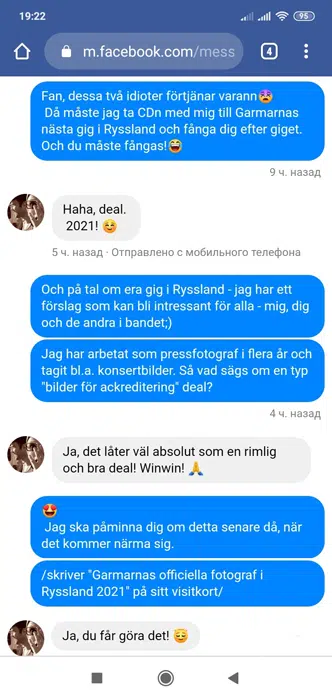 19:22
95
m.facebook.com/mess
4
Fan, dessa två idioter förtjänar varann😰
Då måste jag ta CDn med mig till Garmarnas
nästa gig i Ryssland och fånga dig efter giget.
Och du måste fångas!😅
9 ч. назад
Haha, deal.
2021! ☺️
5 ч. назад · Отправлено с мобильного телефона
Och på tal om era gig i Ryssland - jag har ett
förslag som kan bli intressant för alla - mig, dig
och de andra i bandet;)
Jag har arbetat som pressfotograf i flera år och
tagit bl.a. konsertbilder. Så vad sägs om en typ
"bilder för ackreditering" deal?
4 ч. назад
Ja, det låter väl absolut som en rimlig
och bra deal! Winwin! 🙏
🤩
Jag ska påminna dig om detta senare då, när
det kommer närma sig.
/skriver "Garmarnas officiella fotograf i
Ryssland 2021" på sitt visitkort/
Ja, du får göra det! 😌